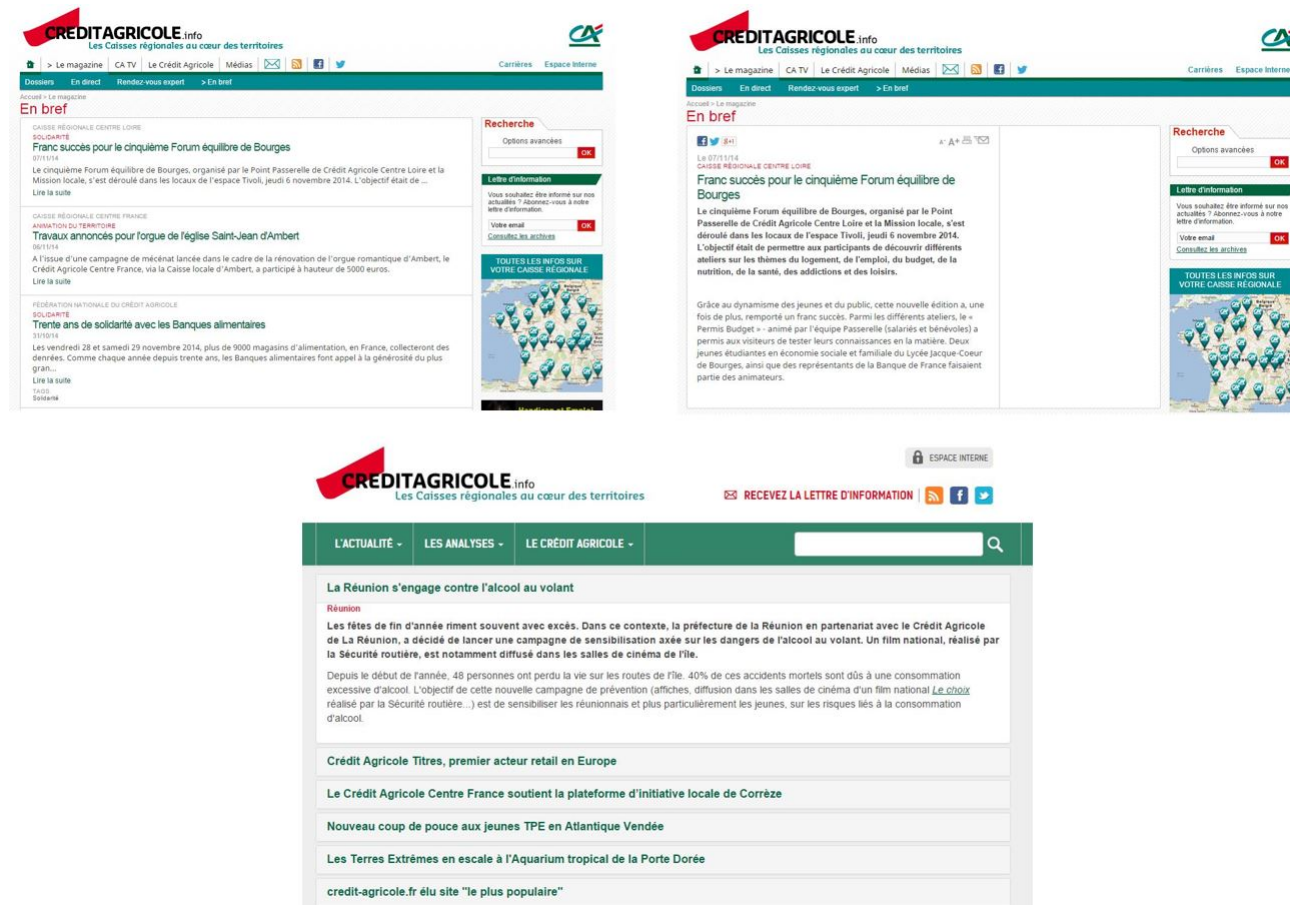 CREDITAGRICOLE.info
Les Caisses régionales au cœur des territoires
> Le magazine CA TV Le Crédit Agricole Médias
Carrières Espace Interne
Dossiers En direct Rendez-vous expert > En bref
Accueil > Le magazine
En bref
CAISSE RÉGIONALE CENTRE LOIRE
SOLIDARITÉ
Franc succès pour le cinquième Forum équilibre de Bourges
07/11/14
Le cinquième Forum équilibre de Bourges, organisé par le Point Passerelle de Crédit Agricole Centre Loire et la
Mission locale, s'est déroulé dans les locaux de l'espace Tivoli, jeudi 6 novembre 2014. L'objectif était de ...
Lire la suite
CAISSE RÉGIONALE CENTRE FRANCE
ANIMATION DU TERRITOIRE
Travaux annoncés pour l'orgue de l'église Saint-Jean d'Ambert
06/11/14
A l'issue d'une campagne de mécénat lancée dans le cadre de la rénovation de l'orgue romantique d'Ambert, le
Crédit Agricole Centre France, via la Caisse locale d'Ambert, a participé à hauteur de 5000 euros.
Lire la suite
FÉDÉRATION NATIONALE DU CRÉDIT AGRICOLE
SOLIDARITÉ
Trente ans de solidarité avec les Banques alimentaires
31/10/14
Les vendredi 28 et samedi 29 novembre 2014, plus de 9000 magasins d'alimentation, en France, collecteront des
denrées. Comme chaque année depuis trente ans, les Banques alimentaires font appel à la générosité du plus
gran...
Lire la suite
TAGS
Solidarité
Recherche
Options avancées
OK
Lettre d'information
Vous souhaitez être informé sur nos
actualités ? Abonnez-vous à notre
lettre d'information.
Votre email OK
Consultez les archives
TOUTES LES INFOS SUR
VOTRE CAISSE RÉGIONALE
Handicap et Emploi
CREDITAGRICOLE.info
Les Caisses régionales au cœur des territoires
> Le magazine CA TV Le Crédit Agricole Médias
Carrières Espace Interne
Dossiers En direct Rendez-vous expert > En bref
Accueil > Le magazine
En bref
A- A+
Le 07/11/14
CAISSE RÉGIONALE CENTRE LOIRE
Franc succès pour le cinquième Forum équilibre de
Bourges
Le cinquième Forum équilibre de Bourges, organisé par le Point
Passerelle de Crédit Agricole Centre Loire et la Mission locale, s'est
déroulé dans les locaux de l'espace Tivoli, jeudi 6 novembre 2014.
L'objectif était de permettre aux participants de découvrir différents
ateliers sur les thèmes du logement, de l'emploi, du budget, de la
nutrition, de la santé, des addictions et des loisirs.
Grâce au dynamisme des jeunes et du public, cette nouvelle édition a, une
fois de plus, remporté un franc succès. Parmi les différents ateliers, le «
Permis Budget » - animé par l'équipe Passerelle (salariés et bénévoles) a
permis aux visiteurs de tester leurs connaissances en la matière. Deux
jeunes étudiantes en économie sociale et familiale du Lycée Jacque-Coeur
de Bourges, ainsi que des représentants de la Banque de France faisaient
partie des animateurs.
Recherche
Options avancées
OK
Lettre d'information
Vous souhaitez être informé sur nos
actualités ? Abonnez-vous à notre
lettre d'information.
Votre email OK
Consultez les archives
TOUTES LES INFOS SUR
VOTRE CAISSE RÉGIONALE
ESPACE INTERNE
CREDITAGRICOLE.info
Les Caisses régionales au cœur des territoires
RECEVEZ LA LETTRE D'INFORMATION
L'ACTUALITÉ LES ANALYSES LE CRÉDIT AGRICOLE
La Réunion s'engage contre l'alcool au volant
Réunion
Les fêtes de fin d'année riment souvent avec excès. Dans ce contexte, la préfecture de la Réunion en partenariat avec le Crédit Agricole
de La Réunion, a décidé de lancer une campagne de sensibilisation axée sur les dangers de l'alcool au volant. Un film national, réalisé par
la Sécurité routière, est notamment diffusé dans les salles de cinéma de l'île.
Depuis le début de l'année, 48 personnes ont perdu la vie sur les routes de l'île. 40% de ces accidents mortels sont dûs à une consommation
excessive d'alcool. L'objectif de cette nouvelle campagne de prévention (affiches, diffusion dans les salles de cinéma d'un film national Le choix
réalisé par la Sécurité routière...) est de sensibiliser les réunionnais et plus particulièrement les jeunes, sur les risques liés à la consommation
d'alcool.
Crédit Agricole Titres, premier acteur retail en Europe
Le Crédit Agricole Centre France soutient la plateforme d'initiative locale de Corrèze
Nouveau coup de pouce aux jeunes TPE en Atlantique Vendée
Les Terres Extrêmes en escale à l'Aquarium tropical de la Porte Dorée
credit-agricole.fr élu site "le plus populaire"